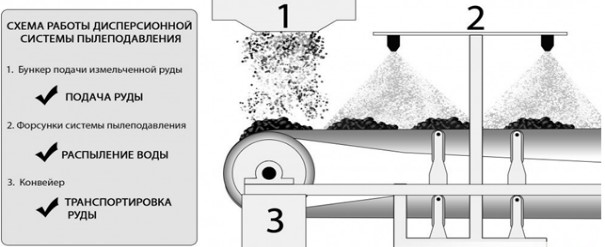 СХЕМА РАБОТЫ ДИСПЕРСИОННОЙ
СИСТЕМЫ ПЫЛЕПОДАВЛЕНИЯ
1. Бункер подачи измельченной руды
ПОДАЧА РУДЫ
2. Форсунки системы пылеподавления
РАСПЫЛЕНИЕ ВОДЫ
3. Конвейер
ТРАНСПОРТИРОВКА
РУДЫ
1
2
3